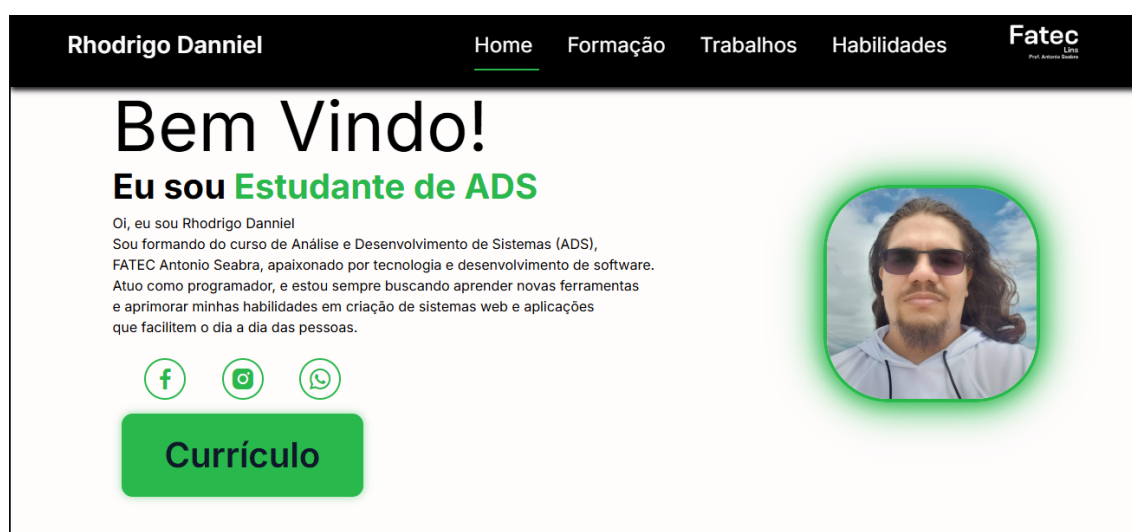 Rhodrigo Danniel
Home Formação Trabalhos Habilidades
Fatec
Lins
Prof. Antonio Seabra
Bem Vindo!
Eu sou Estudante de ADS
Oi, eu sou Rhodrigo Danniel
Sou formando do curso de Análise e Desenvolvimento de Sistemas (ADS),
FATEC Antonio Seabra, apaixonado por tecnologia e desenvolvimento de software.
Atuo como programador, e estou sempre buscando aprender novas ferramentas
e aprimorar minhas habilidades em criação de sistemas web e aplicações
que facilitem o dia a dia das pessoas.
Currículo